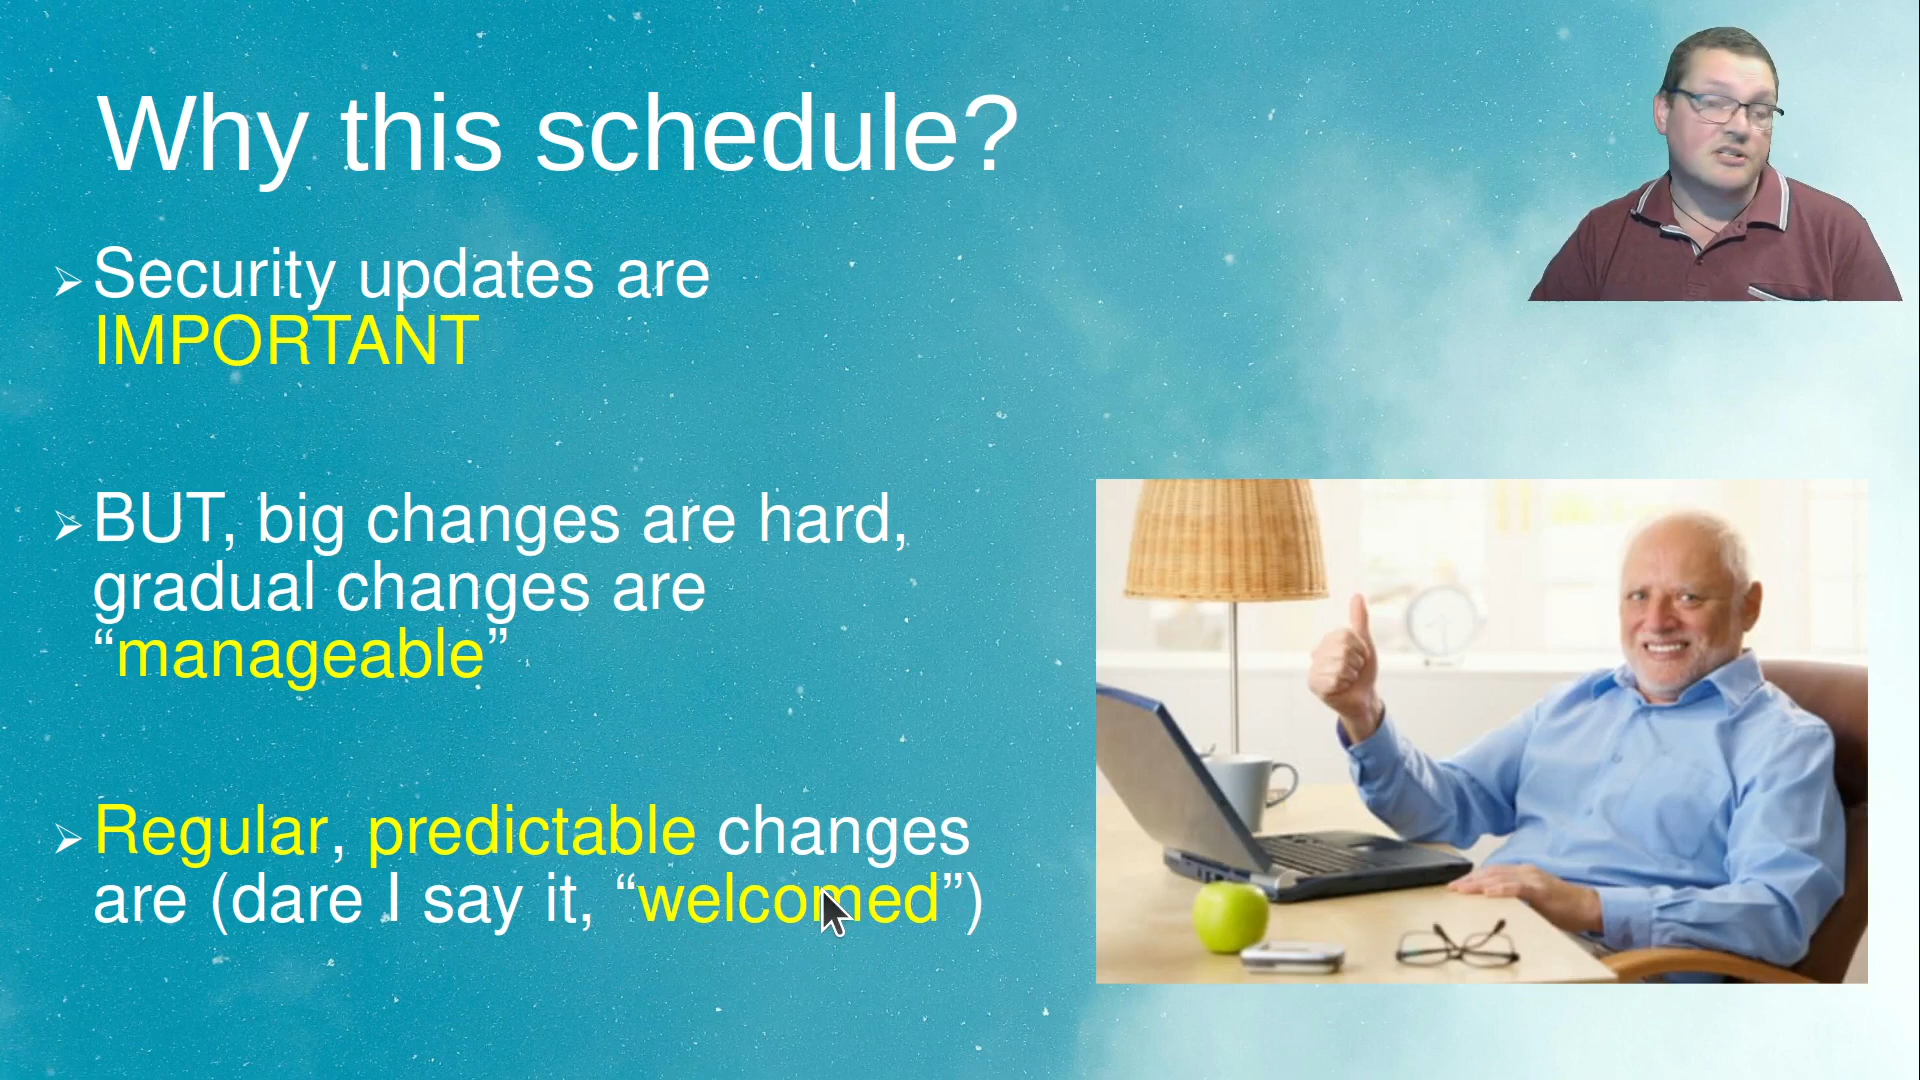 Why this schedule?
Security updates are
IMPORTANT
BUT, big changes are hard,
gradual changes are
“manageable”
Regular, predictable changes
are (dare I say it, “welcomed”)